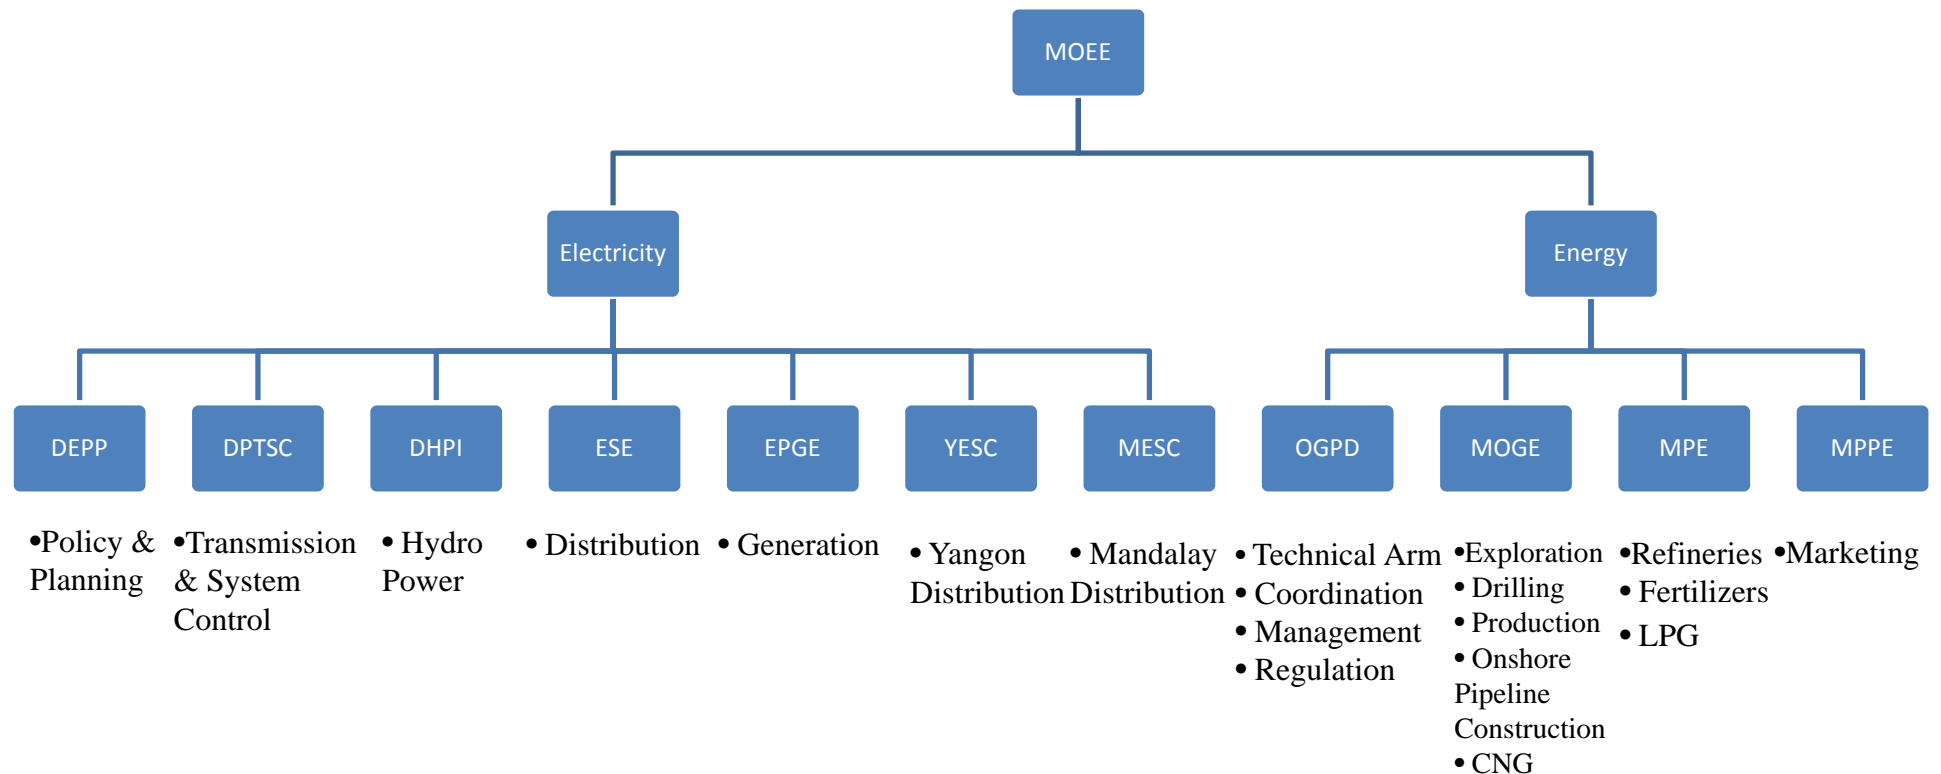 MOEE
Electricity
Energy
DEPP
DPTSC
DHPI
ESE
EPGE
YESC
MESC
OGPD
MOGE
MPE
MPPE
•Policy &
Planning
•Transmission
& System
Control
• Hydro
Power
• Distribution
• Generation
• Yangon
Distribution
• Mandalay
Distribution
• Technical Arm
• Coordination
• Management
• Regulation
•Exploration
• Drilling
• Production
• Onshore
Pipeline
Construction
• CNG
•Refineries
• Fertilizers
• LPG
•Marketing